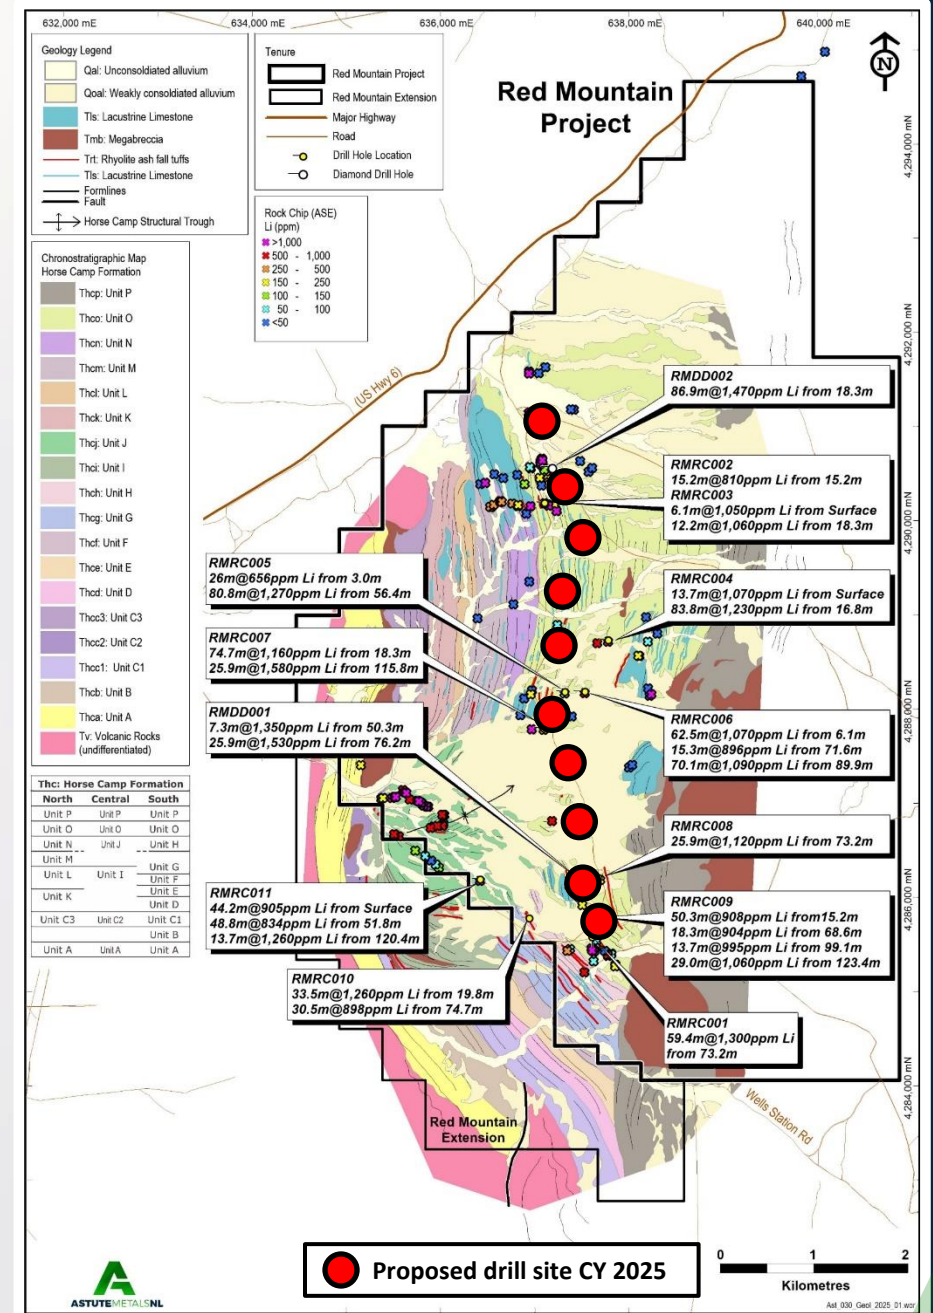 632,000 mE
634,000 mE
636,000 mE
638,000 mE
640,000 mE
Geology Legend
Qal: Unconsolidated alluvium
Qoal: Weakly consolidated alluvium
Tls: Lacustrine Limestone
Tmb: Megabreccia
Trt: Rhyolite ash fall tuffs
Tls: Lacustrine Limestone
Formlines
Fault
Horse Camp Structural Trough
Tenure
Red Mountain Project
Red Mountain Extension
Major Highway
Road
Drill Hole Location
Diamond Drill Hole
Rock Chip (ASE)
Li (ppm)
>1,000
500 - 1,000
250 - 500
150 - 250
100 - 150
50 - 100
<50
Red Mountain
Project
N
4,294,000 mN
4,292,000 mN
4,290,000 mN
4,288,000 mN
4,286,000 mN
4,284,000 mN
Chronostratigraphic Map
Horse Camp Formation
Thcp: Unit P
Thco: Unit O
Thcn: Unit N
Thcm: Unit M
Thcl: Unit L
Thck: Unit K
Thcj: Unit J
Thci: Unit I
Thch: Unit H
Thcg: Unit G
Thcf: Unit F
Thce: Unit E
Thcd: Unit D
Thcc3: Unit C3
Thcc2: Unit C2
Thcc1: Unit C1
Thcb: Unit B
Thca: Unit A
Tv: Volcanic Rocks
(undifferentiated)
(US Hwy 6)
RMDD002
86.9m@1,470ppm Li from 18.3m
RMRC002
15.2m@810ppm Li from 15.2m
RMRC003
6.1m@1,050ppm Li from Surface
12.2m@1,060ppm Li from 18.3m
RMRC005
26m@656ppm Li from 3.0m
80.8m@1,270ppm Li from 56.4m
RMRC004
13.7m@1,070ppm Li from Surface
83.8m@1,230ppm Li from 16.8m
RMRC007
74.7m@1,160ppm Li from 18.3m
25.9m@1,580ppm Li from 115.8m
RMDD001
7.3m@1,350ppm Li from 50.3m
25.9m@1,530ppm Li from 76.2m
RMRC006
62.5m@1,070ppm Li from 6.1m
15.3m@896ppm Li from 71.6m
70.1m@1,090ppm Li from 89.9m
Thc: Horse Camp Formation
North Central South
Unit P Unit P Unit P
Unit O Unit O Unit O
Unit N Unit J Unit H
Unit M Unit G
Unit L Unit I Unit F
Unit E
Unit K Unit D
Unit C3 Unit C2 Unit C1
Unit B
Unit A Unit A Unit A
RMRC008
25.9m@1,120ppm Li from 73.2m
RMRC011
44.2m@905ppm Li from Surface
48.8m@834ppm Li from 51.8m
13.7m@1,260ppm Li from 120.4m
RMRC009
50.3m@908ppm Li from15.2m
18.3m@904ppm Li from 68.6m
13.7m@995ppm Li from 99.1m
29.0m@1,060ppm Li from 123.4m
RMRC010
33.5m@1,260ppm Li from 19.8m
30.5m@898ppm Li from 74.7m
RMRC001
59.4m@1,300ppm Li
from 73.2m
Wells Station Rd
Red Mountain
Extension
ASTUTEMETALSNL
Proposed drill site CY 2025
0 1 2
Kilometres
Ast_030_Geol_2025_01.wor